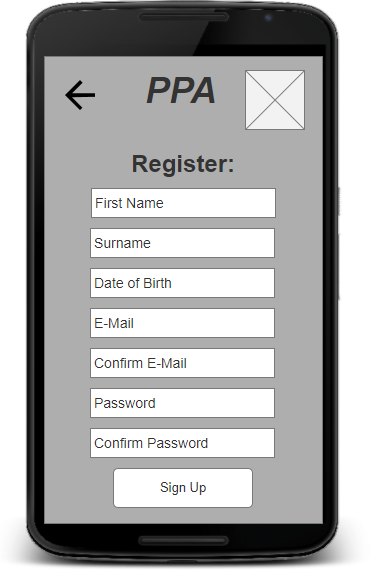 PPA
Register:
First Name
Surname
Date of Birth
E-Mail
Confirm E-Mail
Password
Confirm Password
Sign Up